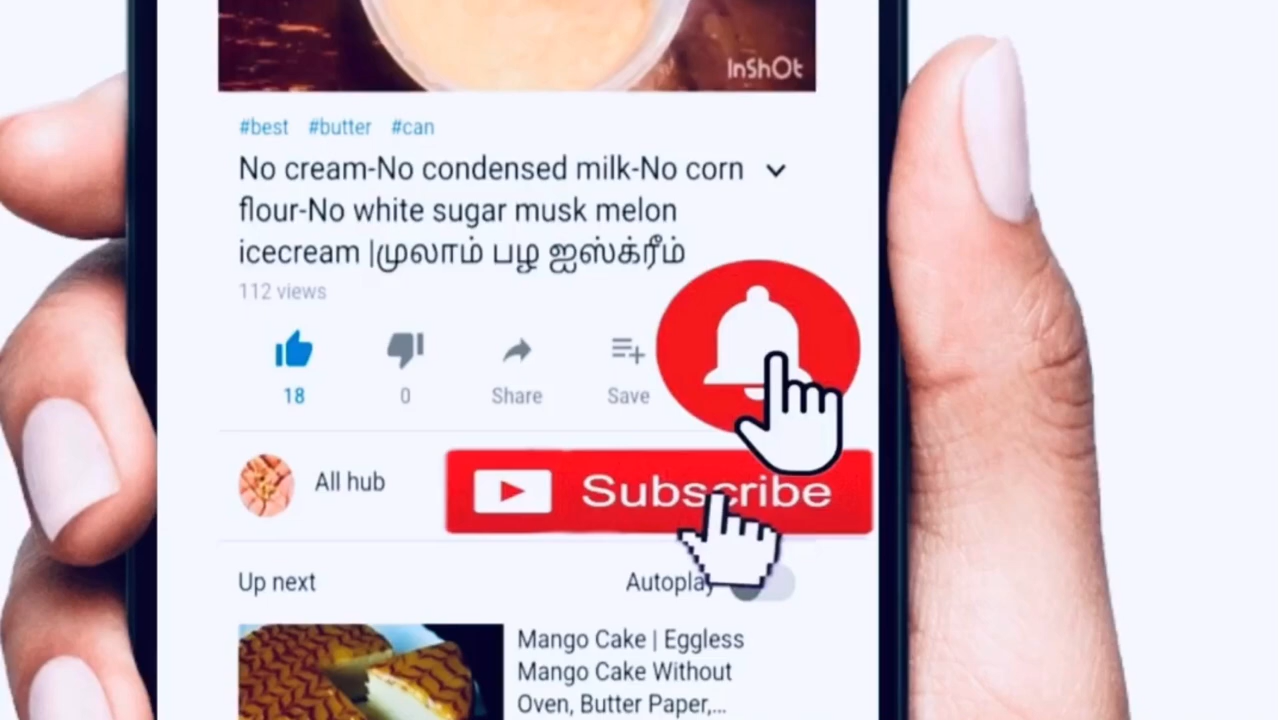 InShOt
#best #butter #can
No cream-No condensed milk-No corn
flour-No white sugar musk melon
icecream |முலாம் பழ ஐஸ்க்ரீம்
112 views
18
0
Share
Save
All hub
Subscribe
Up next
Autoplay
Mango Cake | Eggless
Mango Cake Without
Oven, Butter Paper,...